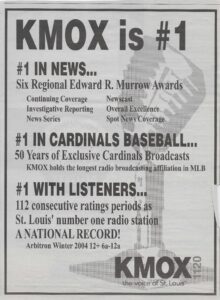 KMOX is #1
#1 IN NEWS...
Six Regional Edward R. Murrow Awards
Continuing Coverage Newscast
Investigative Reporting Overall Excellence
News Series Spot News Coverage
#1 IN CARDINALS BASEBALL...
50 Years of Exclusive Cardinals Broadcasts
KMOX holds the longest radio broadcasting affiliation in MLB
#1 WITH LISTENERS...
112 consecutive ratings periods as
St. Louis' number one radio station
A NATIONAL RECORD!
Arbitron Winter 2004 12+ 6a-12a
KMOX 1120
the voice of St. Louis